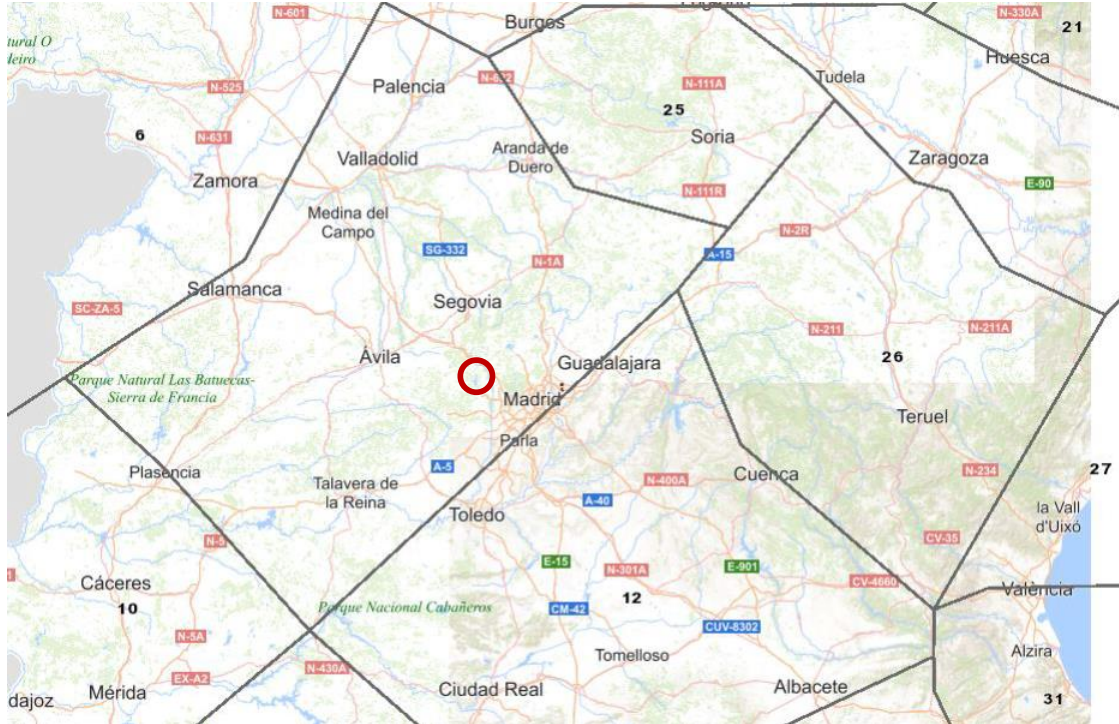 N-601
Burgos
N-330A
21
tural O
leiro
Huesca
Palencia
N-622
Tudela
N-525
N-111A
25
6
N-631
Soria
Aranda de
Duero
Valladolid
Zaragoza
Zamora
N-111R
E-90
Medina del
Campo
N-2R
SG-332
A-15
N-1A
Salamanca
Segovia
SC-ZA-5
N-211
N-211A
Ávila
Guadalajara
26
Parque Natural Las Batuecas-
Sierra de Francia
Madrid
Teruel
Parla
Plasencia
A-5
Cuenca
N-234
27
Talavera de
la Reina
N-400A
A-40
Toledo
la Vall
d'Uixó
N-5
CV-35
E-15
N-301A
E-901
CV-4660
Cáceres
València
10
Parque Nacional Cabañeros
CM-42
12
CUV-8302
N-5A
Tomelloso
Alzira
N-430A
EX-A2
Ciudad Real
Albacete
dajoz
Mérida
31